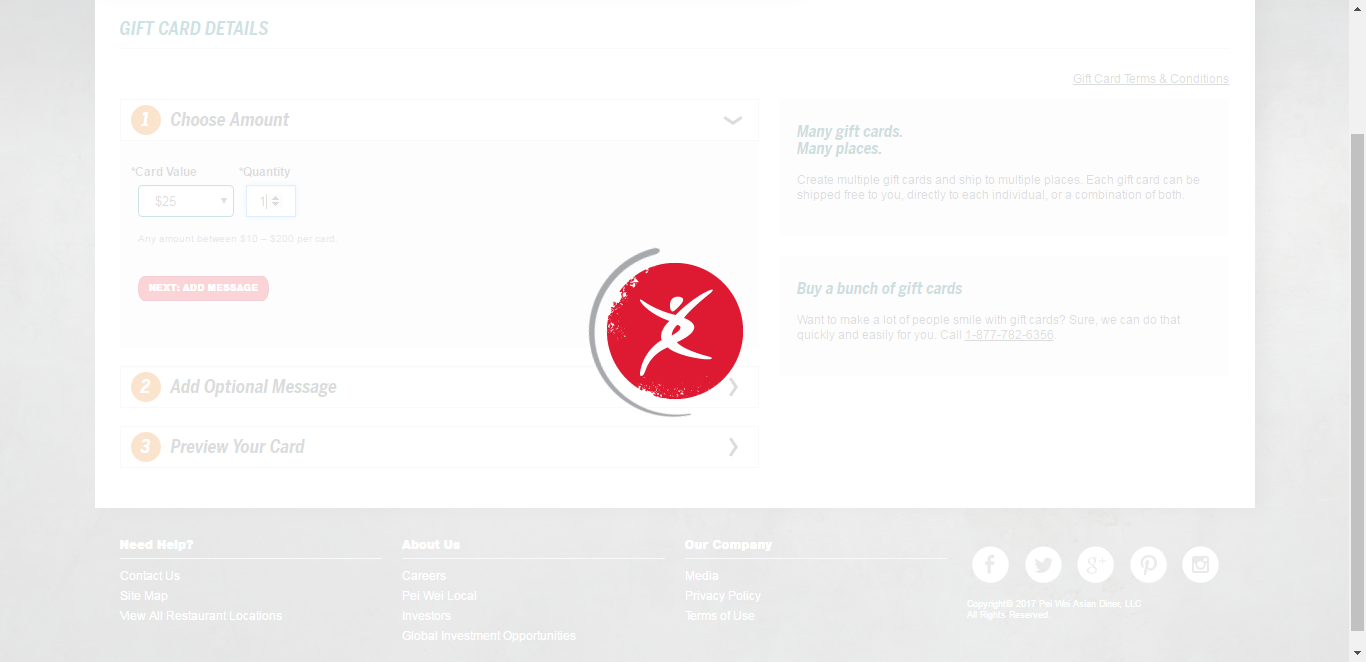 GIFT CARD DETAILS
Gift Card Terms & Conditions
1 Choose Amount
*Card Value *Quantity
$25 1
Any amount between $10 – $200 per card.
NEXT: ADD MESSAGE
2 Add Optional Message
3 Preview Your Card
Many gift cards.
Many places.
Create multiple gift cards and ship to multiple places. Each gift card can be
shipped free to you, directly to each individual, or a combination of both.
Buy a bunch of gift cards
Want to make a lot of people smile with gift cards? Sure, we can do that
quickly and easily for you. Call 1-877-782-6356.
Need Help?
Contact Us
Site Map
View All Restaurant Locations
About Us
Careers
Pei Wei Local
Investors
Global Investment Opportunities
Our Company
Media
Privacy Policy
Terms of Use
Copyright© 2017 Pei Wei Asian Diner, LLC
All Rights Reserved.